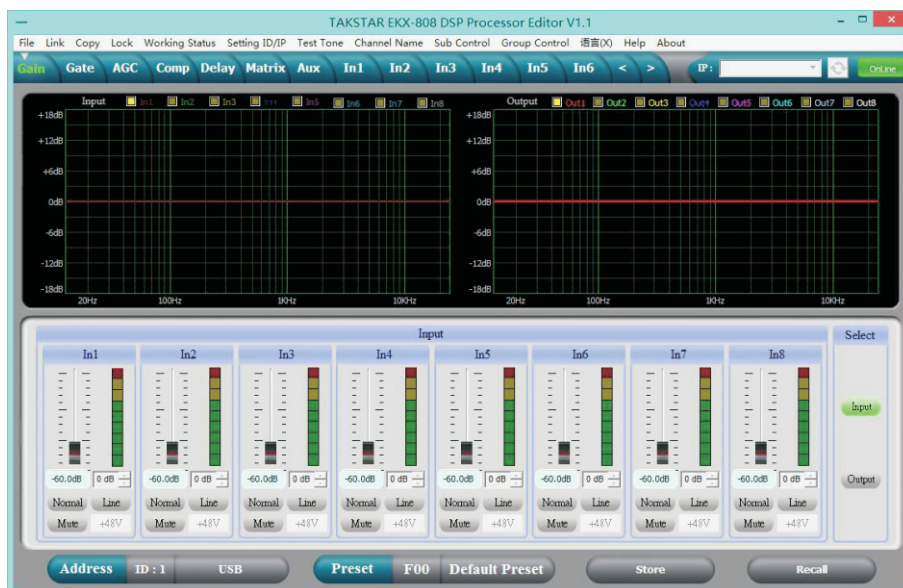 TAKSTAR EKX-808 DSP Processor Editor V1.1
File Link Copy Lock Working Status Setting ID/IP Test Tone Channel Name Sub Control Group Control 语言(X) Help About
Gain Gate AGC Comp Delay Matrix Aux In1 In2 In3 In4 In5 In6 < > IP: OnLine
Input In1 In2 In3 In4 In5 In6 In7 In8
+18dB
+12dB
+6dB
0dB
-6dB
-12dB
-18dB
20Hz 100Hz 1KHz 10KHz
Output Out1 Out2 Out3 Out4 Out5 Out6 Out7 Out8
+18dB
+12dB
+6dB
0dB
-6dB
-12dB
-18dB
20Hz 100Hz 1KHz 10KHz
Input Select
In1 In2 In3 In4 In5 In6 In7 In8
Input
-60.0dB 0 dB -60.0dB 0 dB -60.0dB 0 dB -60.0dB 0 dB -60.0dB 0 dB -60.0dB 0 dB -60.0dB 0 dB -60.0dB 0 dB Output
Normal Line Normal Line Normal Line Normal Line Normal Line Normal Line Normal Line Normal Line
Mute +48V Mute +48V Mute +48V Mute +48V Mute +48V Mute +48V Mute +48V Mute +48V
Address ID : 1 USB Preset F00 Default Preset Store Recall